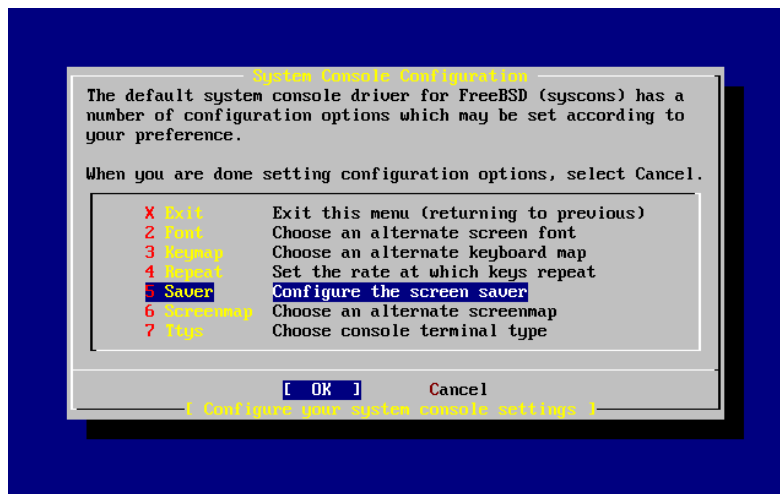 System Console Configuration
The default system console driver for FreeBSD (syscons) has a
number of configuration options which may be set according to
your preference.
When you are done setting configuration options, select Cancel.
X Exit Exit this menu (returning to previous)
2 Font Choose an alternate screen font
3 Keymap Choose an alternate keyboard map
4 Repeat Set the rate at which keys repeat
5 Saver Configure the screen saver
6 Screenmap Choose an alternate screenmap
7 Ttys Choose console terminal type
[ OK ] Cancel
[ Configure your system console settings ]